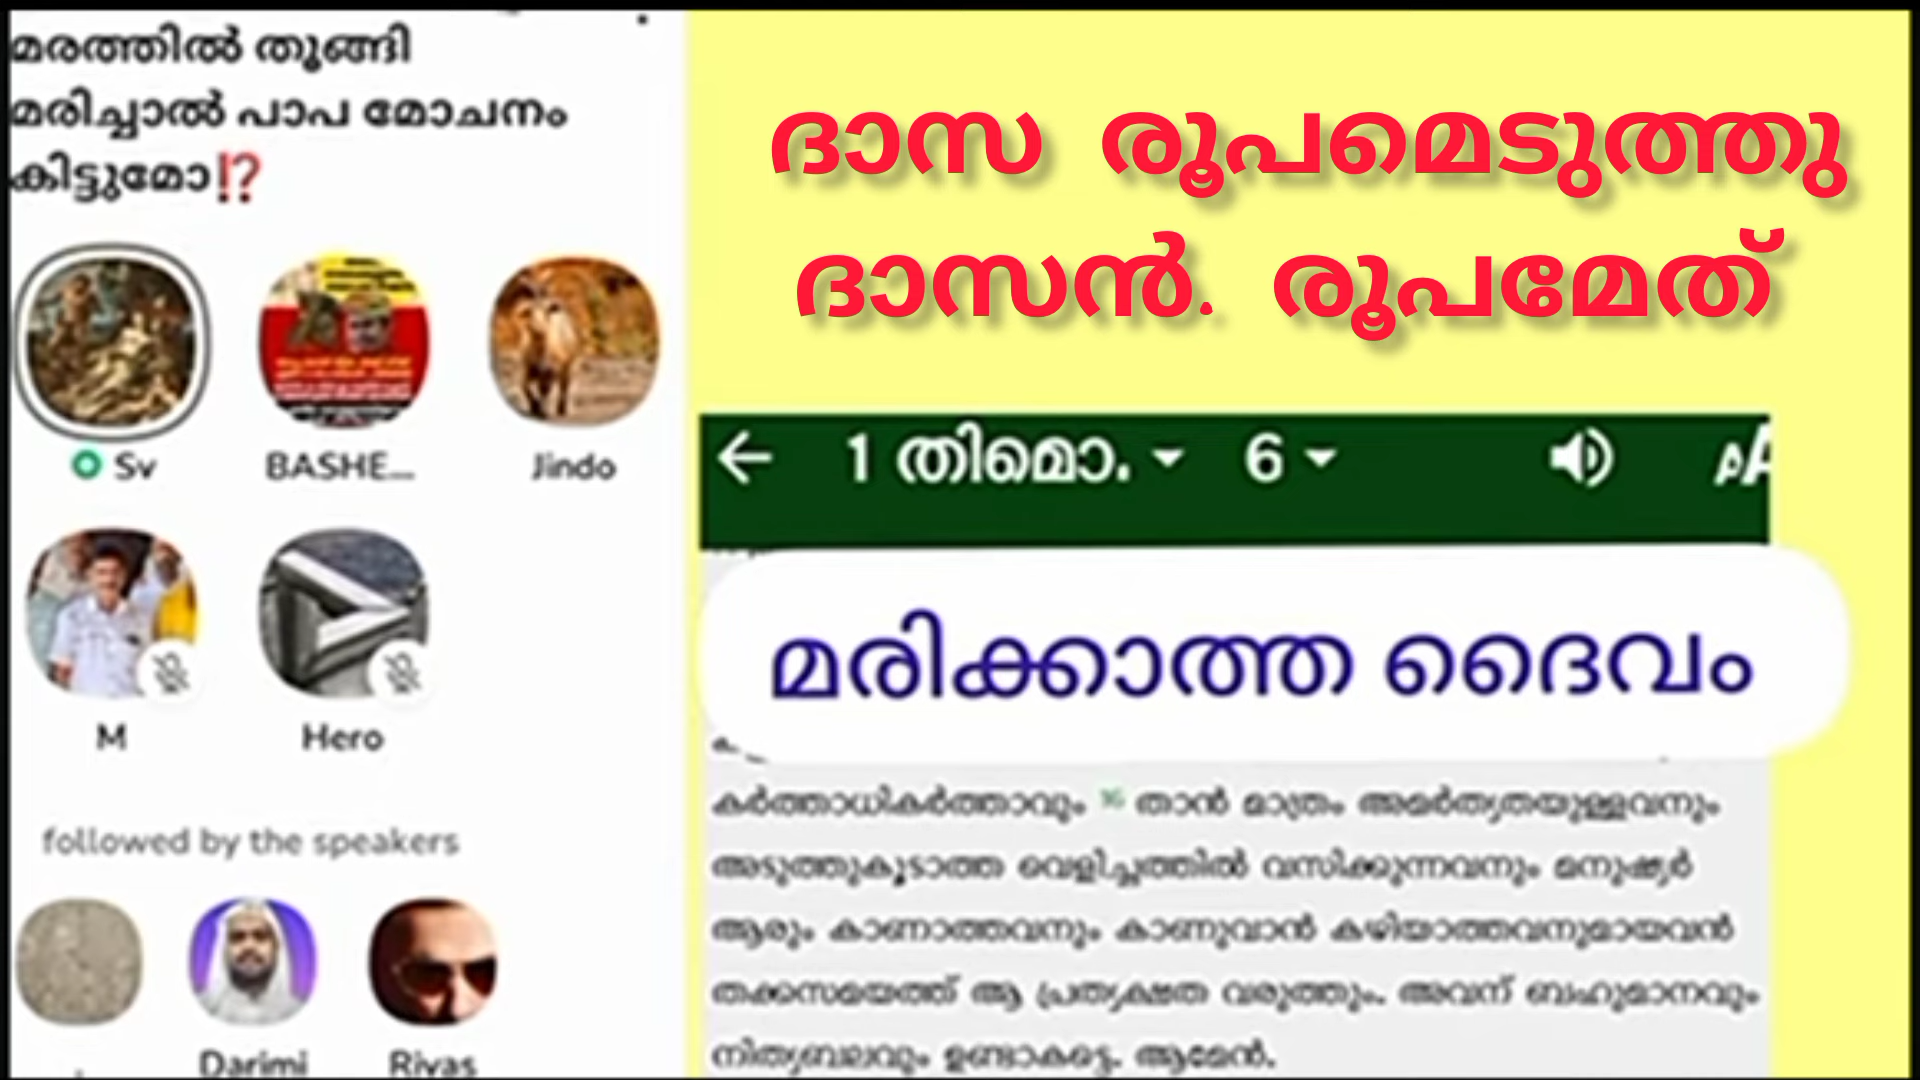 മരത്തിൽ തൂങ്ങി
മരിച്ചാൽ പാപ മോചനം
കിട്ടുമോ⁉️
Sv
BASHE...
Jindo
M
Hero
followed by the speakers
Darimi
Riyas
ദാസ രൂപമെടുത്തു
ദാസൻ. രൂപമേത്
1 തിമൊ. 6
മരിക്കാത്ത ദൈവം
കർത്താധികർത്താവും 16 താൻ മാത്രം അമർത്യതയുള്ളവനും
അടുത്തുകൂടാത്ത വെളിച്ചത്തിൽ വസിക്കുന്നവനും മനുഷ്യർ
ആരും കാണാത്തവനും കാണുവാൻ കഴിയാത്തവനുമായവൻ
തക്കസമയത്ത് ആ പ്രത്യക്ഷത വരുത്തും. അവന് ബഹുമാനവും
നിത്യബലവും ഉണ്ടാകട്ടെ. ആമേൻ.